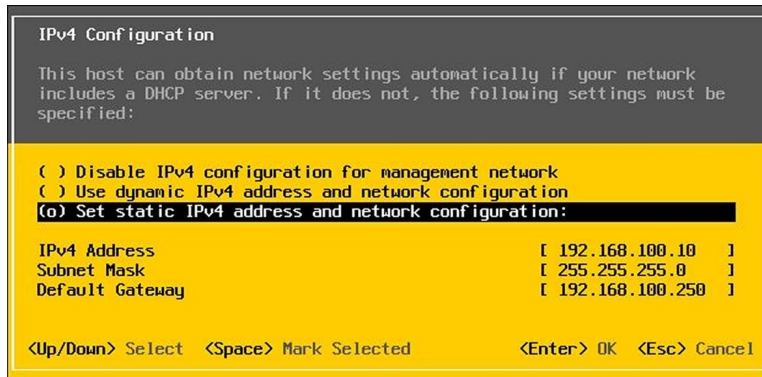 IPv4 Configuration
This host can obtain network settings automatically if your network
includes a DHCP server. If it does not, the following settings must be
specified:
( ) Disable IPv4 configuration for management network
( ) Use dynamic IPv4 address and network configuration
(o) Set static IPv4 address and network configuration:
IPv4 Address [ 192.168.100.10 ]
Subnet Mask [ 255.255.255.0 ]
Default Gateway [ 192.168.100.250 ]
<Up/Down> Select <Space> Mark Selected <Enter> OK <Esc> Cancel